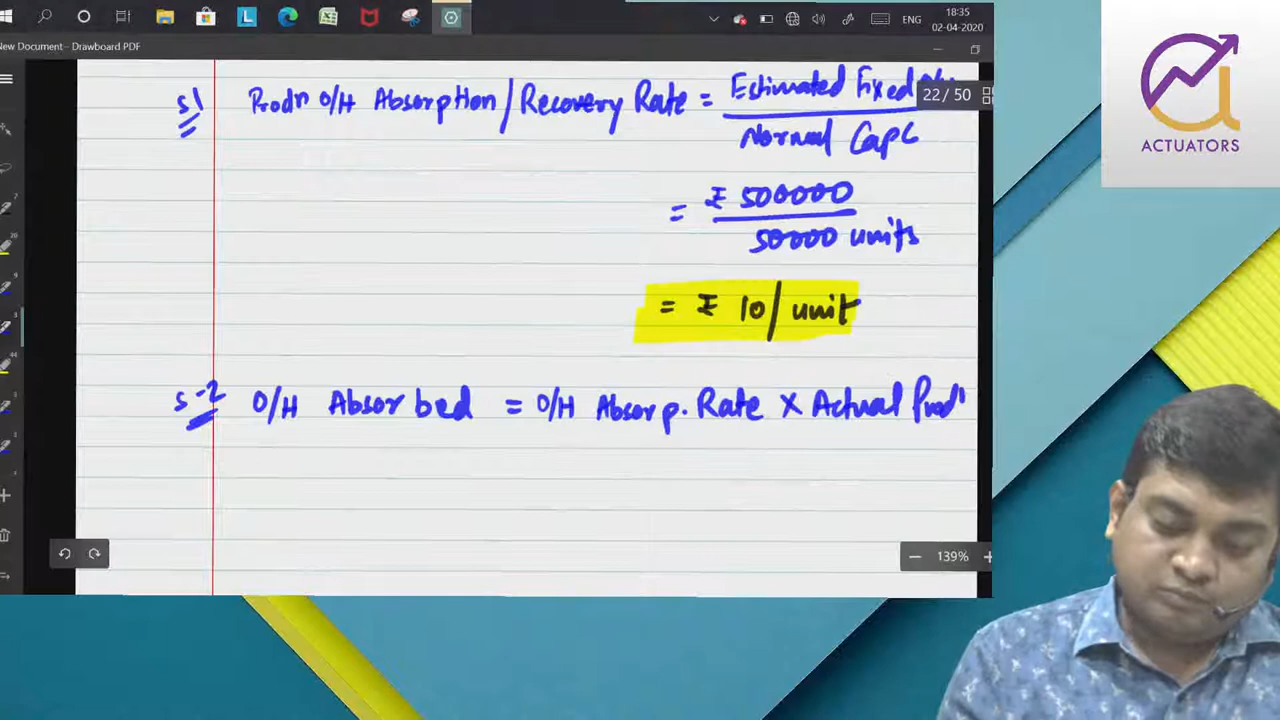 18:35
ENG
02-04-2020
New Document - Drawboard PDF
ACTUATORS
22 / 50
S1 Prodn O/H Absorption / Recovery Rate = Estimated Fixed
Normal Capc
= ₹ 500000
50000 units
= ₹ 10/unit
S-2 O/H Absorbed = O/H Absorp. Rate X Actual Prodn
139%